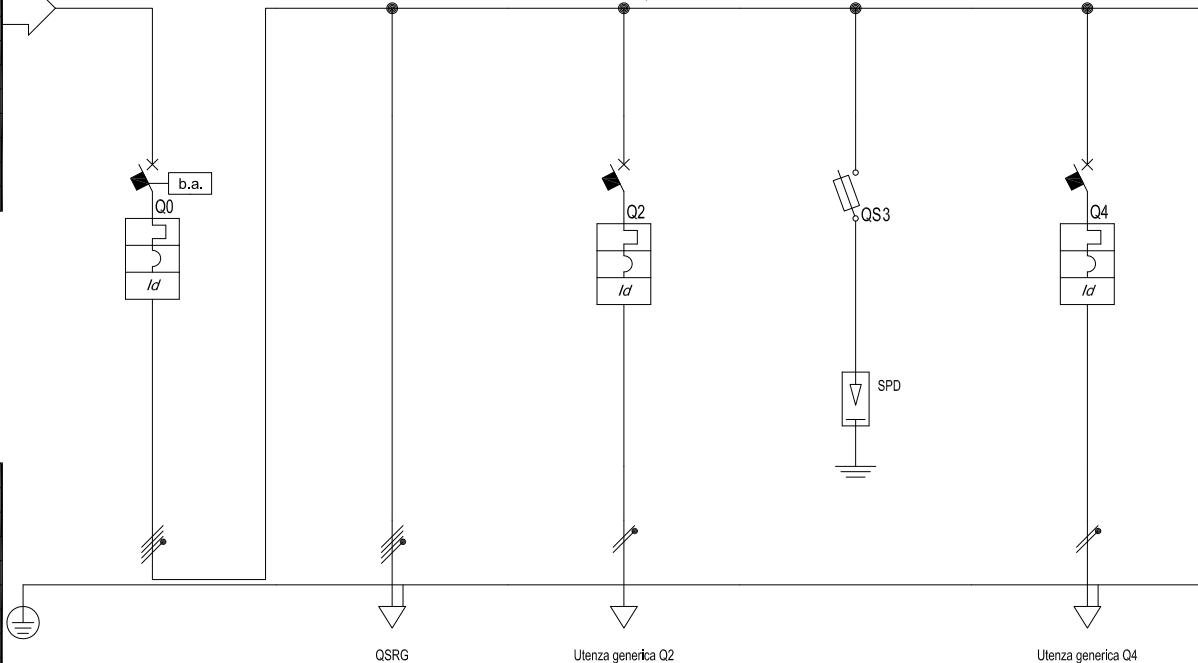 b.a.
Q0
Id
Q2
Id
QS3
SPD
Q4
Id
QSRG
Utenza generica Q2
Utenza generica Q4